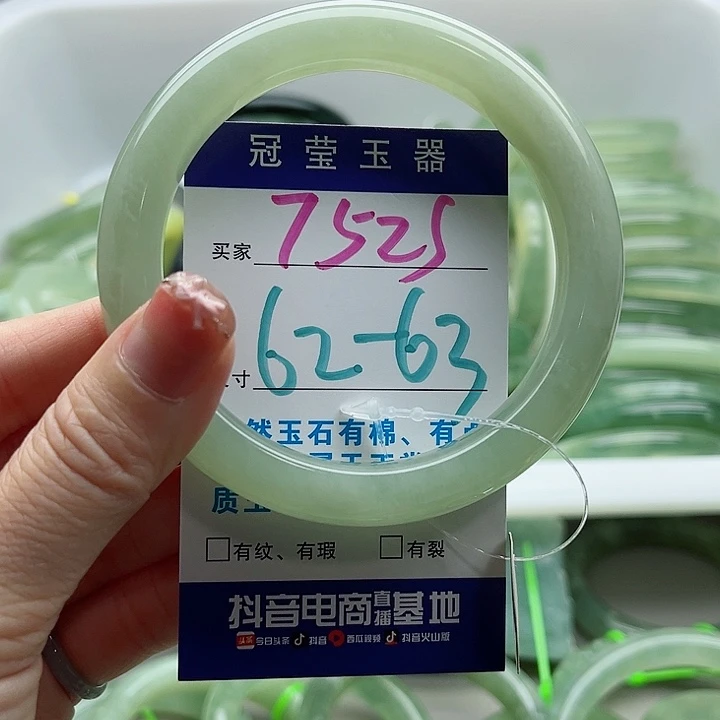 冠莹玉器
买家 7525
寸 62-63
然玉石有棉、有
质
有纹、有瑕 有裂
抖音电商直播基地
头条 今日头条 抖音 西瓜视频 抖音火山版